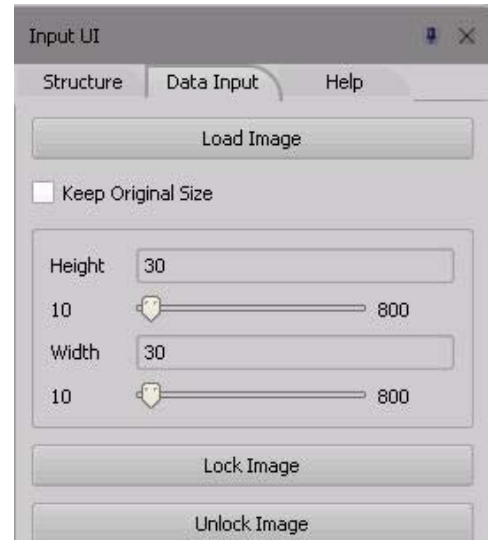 Input UI
Structure Data Input Help
Load Image
Keep Original Size
Height 30
10 800
Width 30
10 800
Lock Image
Unlock Image